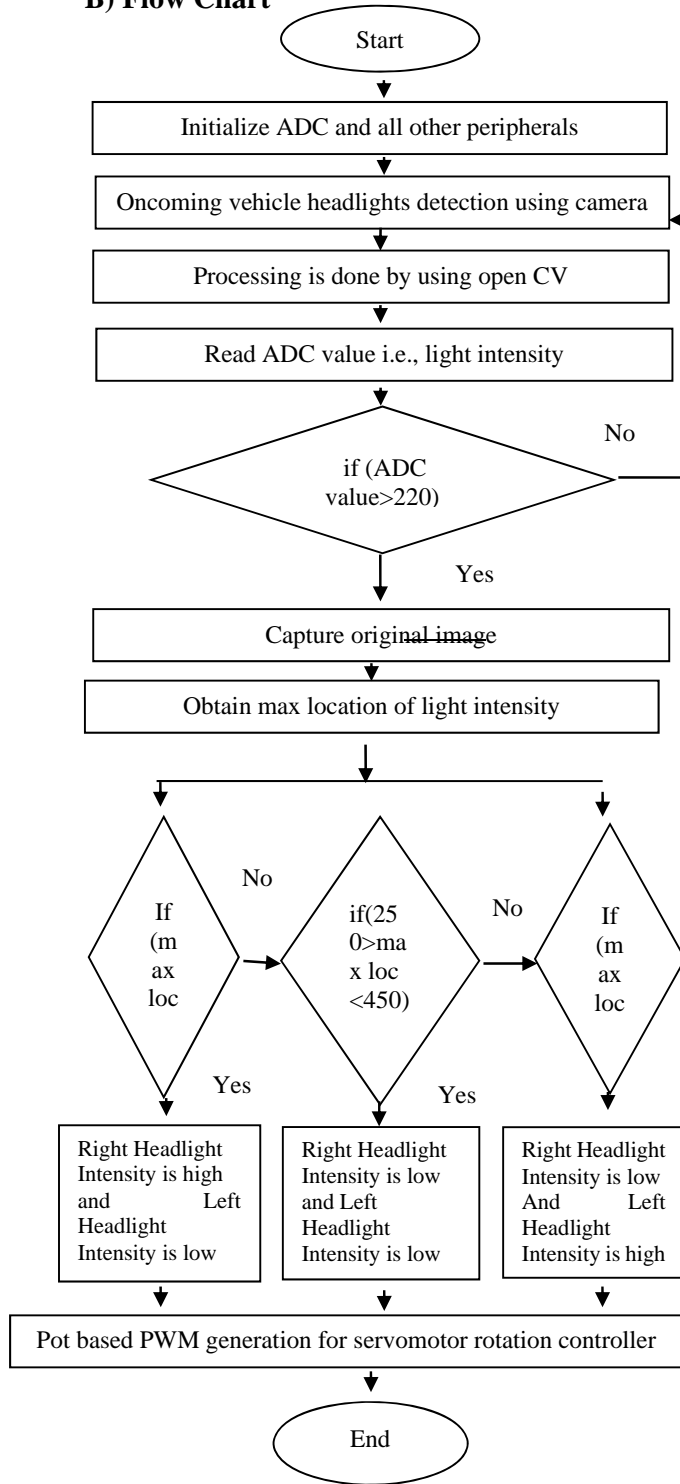 B) Flow Chart
Start
Initialize ADC and all other peripherals
Oncoming vehicle headlights detection using camera
Processing is done by using open CV
Read ADC value i.e., light intensity
No
if (ADC
value>220)
Yes
Capture original image
Obtain max location of light intensity
If
(m
ax
loc
No
if(25
0>ma
x loc
<450)
No
If
(m
ax
loc
Yes
Yes
Right Headlight
Intensity is high
and Left
Headlight
Intensity is low
Right Headlight
Intensity is low
and Left
Headlight
Intensity is low
Right Headlight
Intensity is low
And Left
Headlight
Intensity is high
Pot based PWM generation for servomotor rotation controller
End